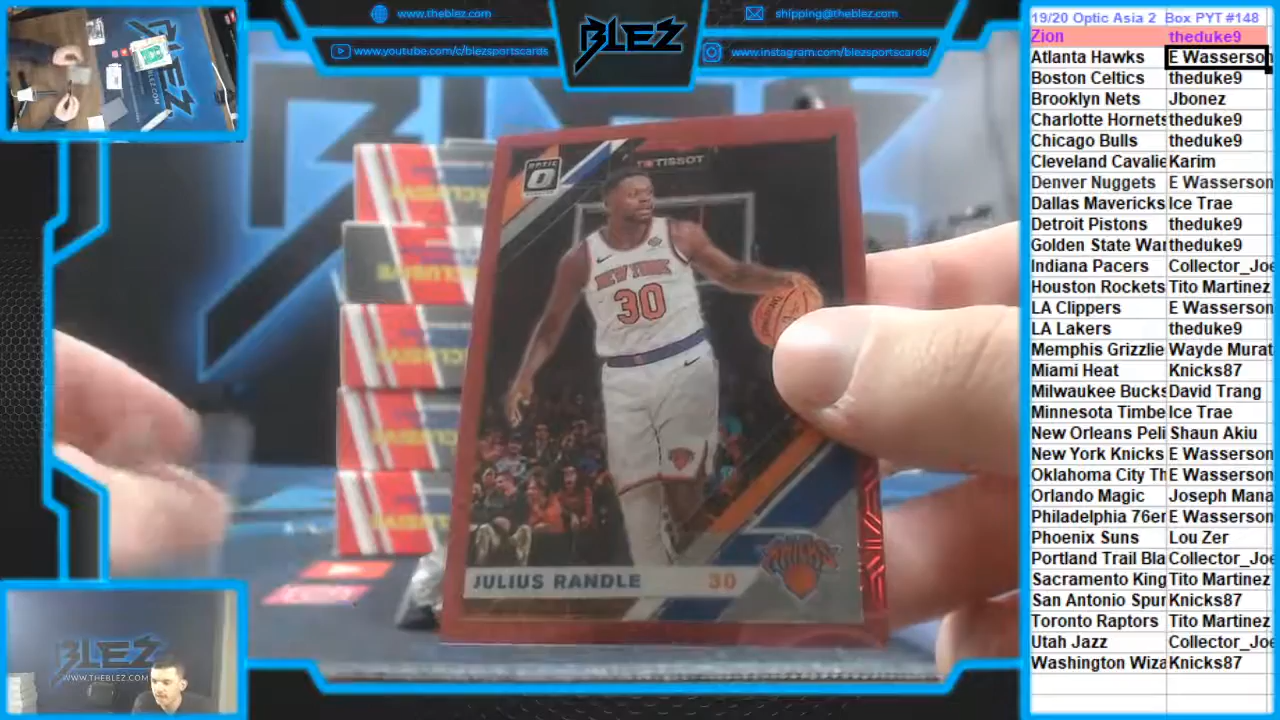 www.theblez.com
www.youtube.com/c/blezsportscards
BLEZ
shipping@theblez.com
www.instagram.com/blezsportscards/
19/20 Optic Asia 2 Box PYT #148
Zion theduke9
Atlanta Hawks E Wasserson
Boston Celtics theduke9
Brooklyn Nets Jbonez
Charlotte Hornets theduke9
Chicago Bulls theduke9
Cleveland Cavalie Karim
Denver Nuggets E Wasserson
Dallas Mavericks Ice Trae
Detroit Pistons theduke9
Golden State War theduke9
Indiana Pacers Collector_Joe
Houston Rockets Tito Martinez
LA Clippers E Wasserson
LA Lakers theduke9
Memphis Grizzlie Wayde Murat
Miami Heat Knicks87
Milwaukee Bucks David Trang
Minnesota Timbe Ice Trae
New Orleans Peli Shaun Akiu
New York Knicks E Wasserson
Oklahoma City Th E Wasserson
Orlando Magic Joseph Mana
Philadelphia 76er E Wasserson
Phoenix Suns Lou Zer
Portland Trail Bla Collector_Joe
Sacramento King Tito Martinez
San Antonio Spur Knicks87
Toronto Raptors Tito Martinez
Utah Jazz Collector_Joe
Washington Wiza Knicks87
OPTIC
TISSOT
NEW YORK
30
JULIUS RANDLE 30
KNICKS
BLEZ
WWW.THEBLEZ.COM